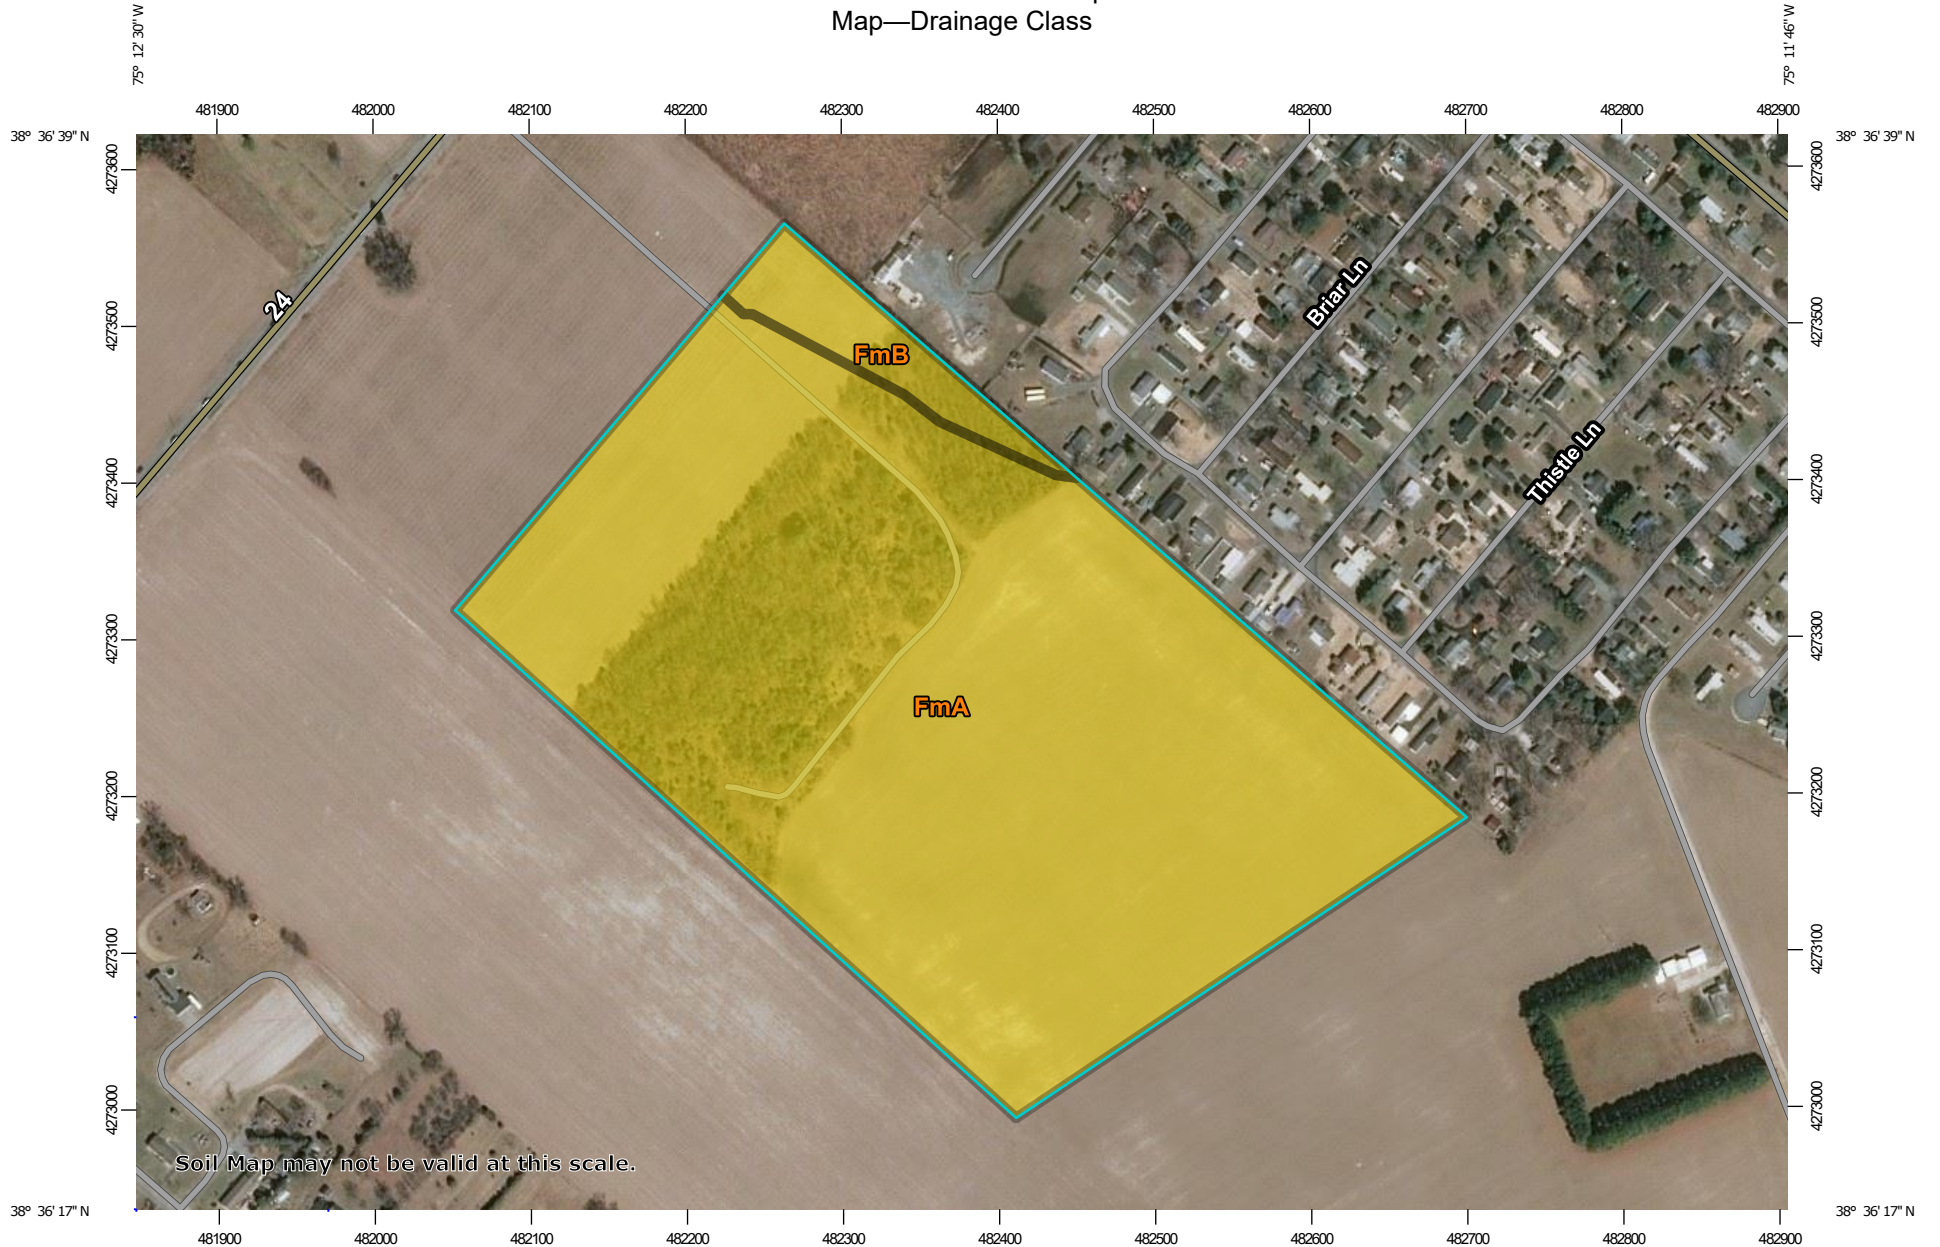 Map—Drainage Class
75° 12' 30'' W
75° 11' 46'' W
481900 482000 482100 482200 482300 482400 482500 482600 482700 482800 482900
38° 36' 39'' N
38° 36' 39'' N
4273600
4273600
24
Briar Ln
4273500
4273500
FmB
Thistle Ln
4273400
4273400
4273300
4273300
FmA
4273200
4273200
4273100
4273100
4273000
4273000
Soil Map may not be valid at this scale.
38° 36' 17'' N
38° 36' 17'' N
481900 482000 482100 482200 482300 482400 482500 482600 482700 482800 482900